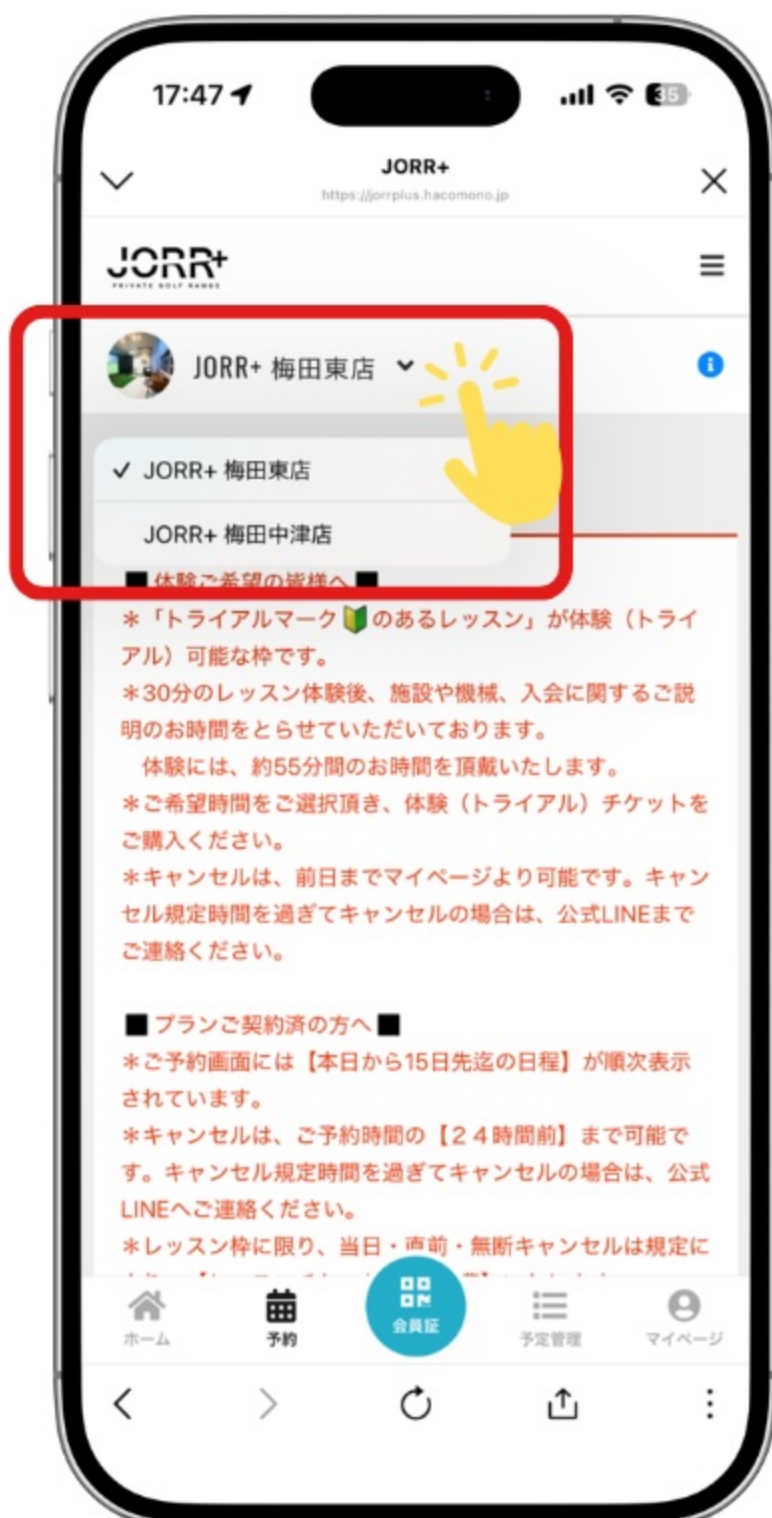 17:47
35
JORR+
https://jorrplus.hacomono.jp
JORR+
PRIVATE GOLF RANGE
JORR+ 梅田東店
✓ JORR+ 梅田東店
JORR+ 梅田中津店
■ 体験ご希望の皆様へ ■
＊「トライアルマーク🔰のあるレッスン」が体験（トライ
アル）可能な枠です。
＊30分のレッスン体験後、施設や機械、入会に関するご説
明のお時間をとらせていただいております。
　体験には、約55分間のお時間を頂戴いたします。
＊ご希望時間をご選択頂き、体験（トライアル）チケットを
ご購入ください。
＊キャンセルは、前日までマイページより可能です。キャン
セル規定時間を過ぎてキャンセルの場合は、公式LINEまで
ご連絡ください。
■ プランご契約済の方へ ■
＊ご予約画面には【本日から15日先迄の日程】が順次表示
されています。
＊キャンセルは、ご予約時間の【２４時間前】まで可能で
す。キャンセル規定時間を過ぎてキャンセルの場合は、公式
LINEへご連絡ください。
＊レッスン枠に限り、当日・直前・無断キャンセルは規定に
ホーム
予約
会員証
予定管理
マイページ